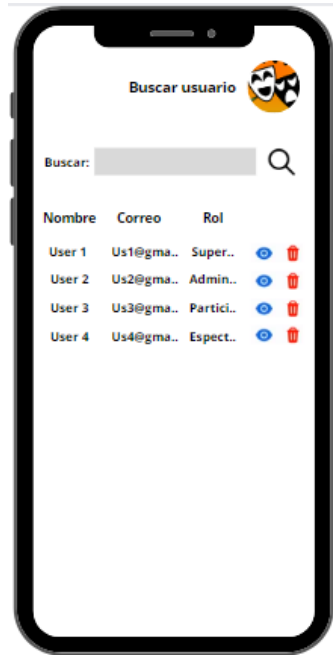 Buscar usuario
Buscar:
Nombre Correo Rol
User 1 Us1@gma.. Super..
User 2 Us2@gma.. Admin..
User 3 Us3@gma.. Partici..
User 4 Us4@gma.. Espect..